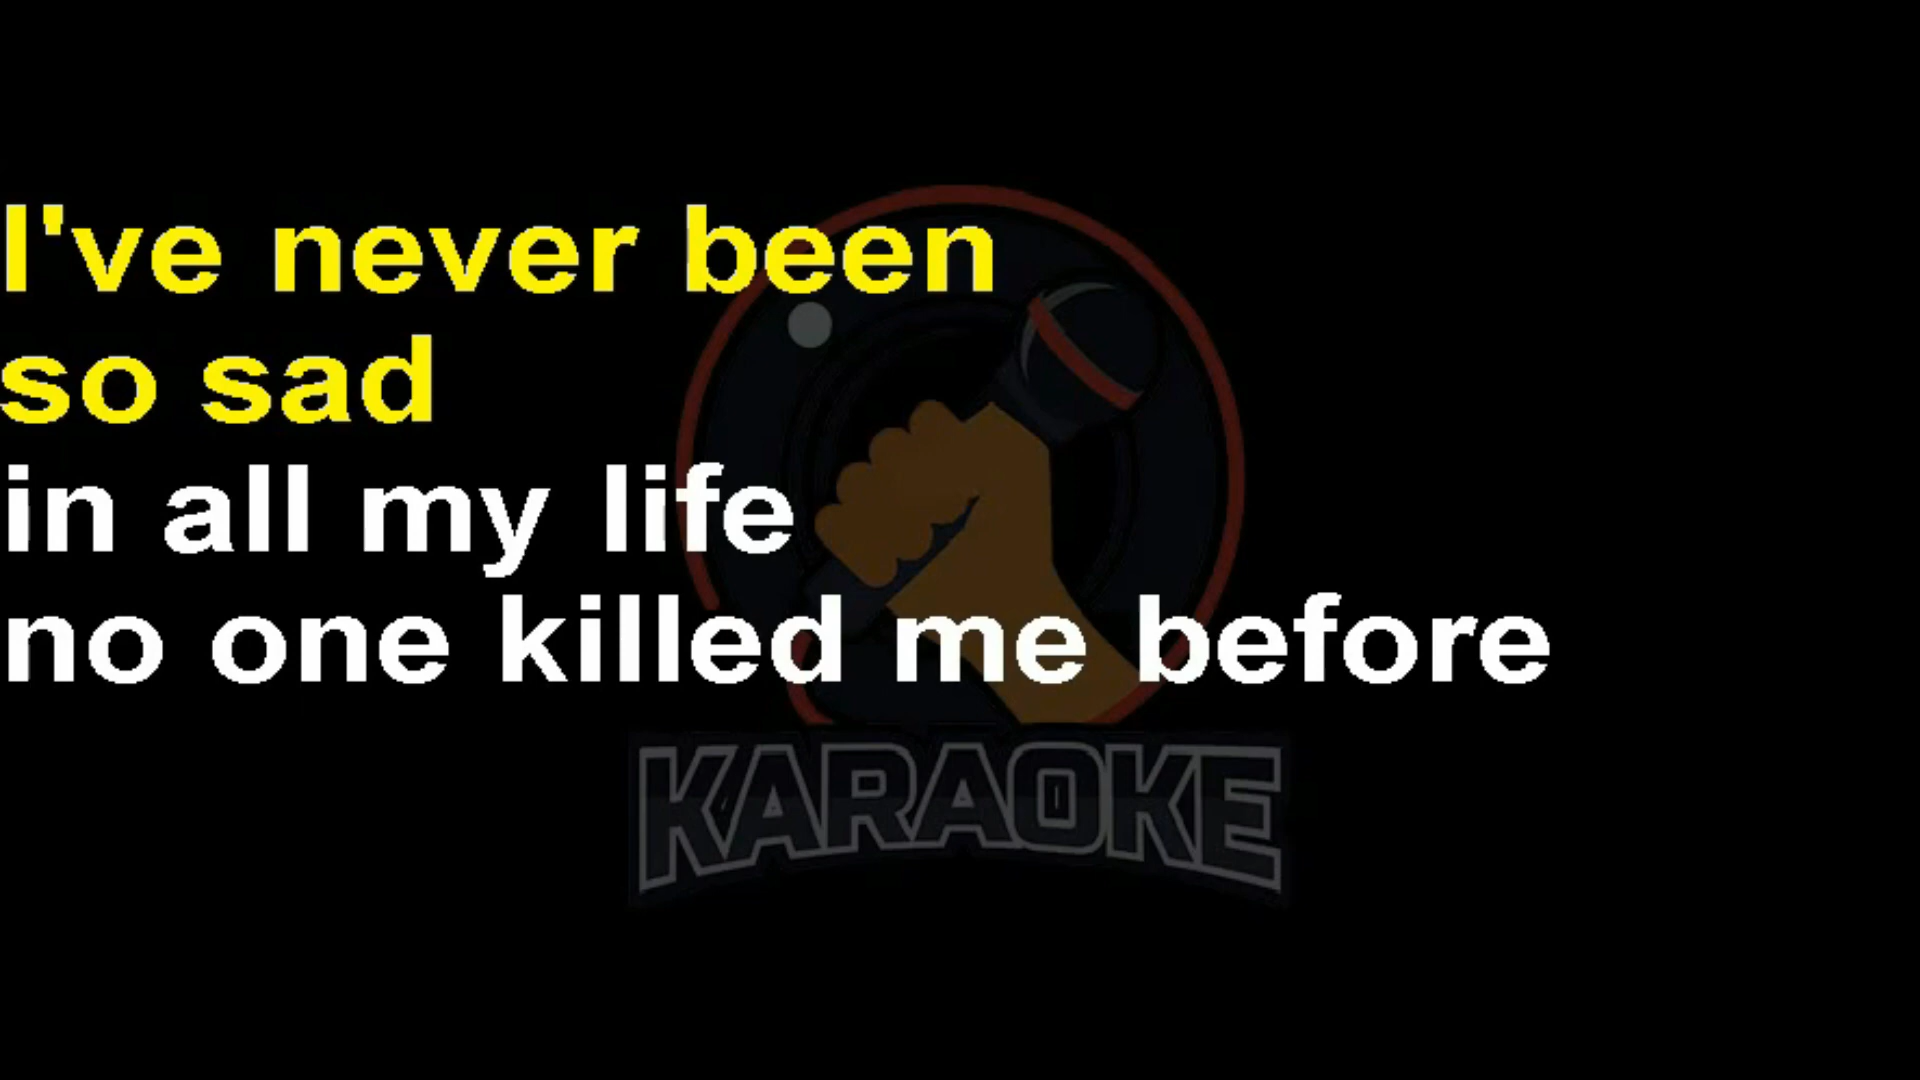 I've never been
so sad
in all my life
no one killed me before
KARAOKE